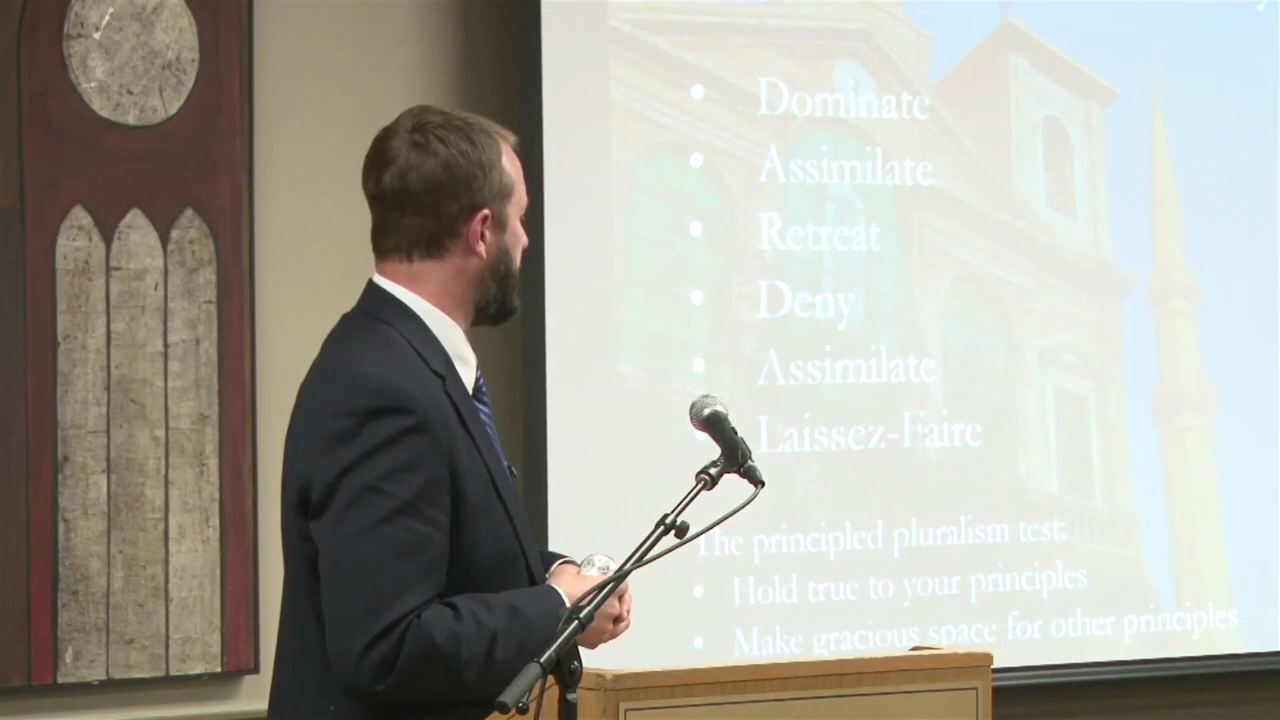 Dominate
Assimilate
Retreat
Deny
Assimilate
Laissez-Faire
The principled pluralism test:
Hold true to your principles
Make gracious space for other principles